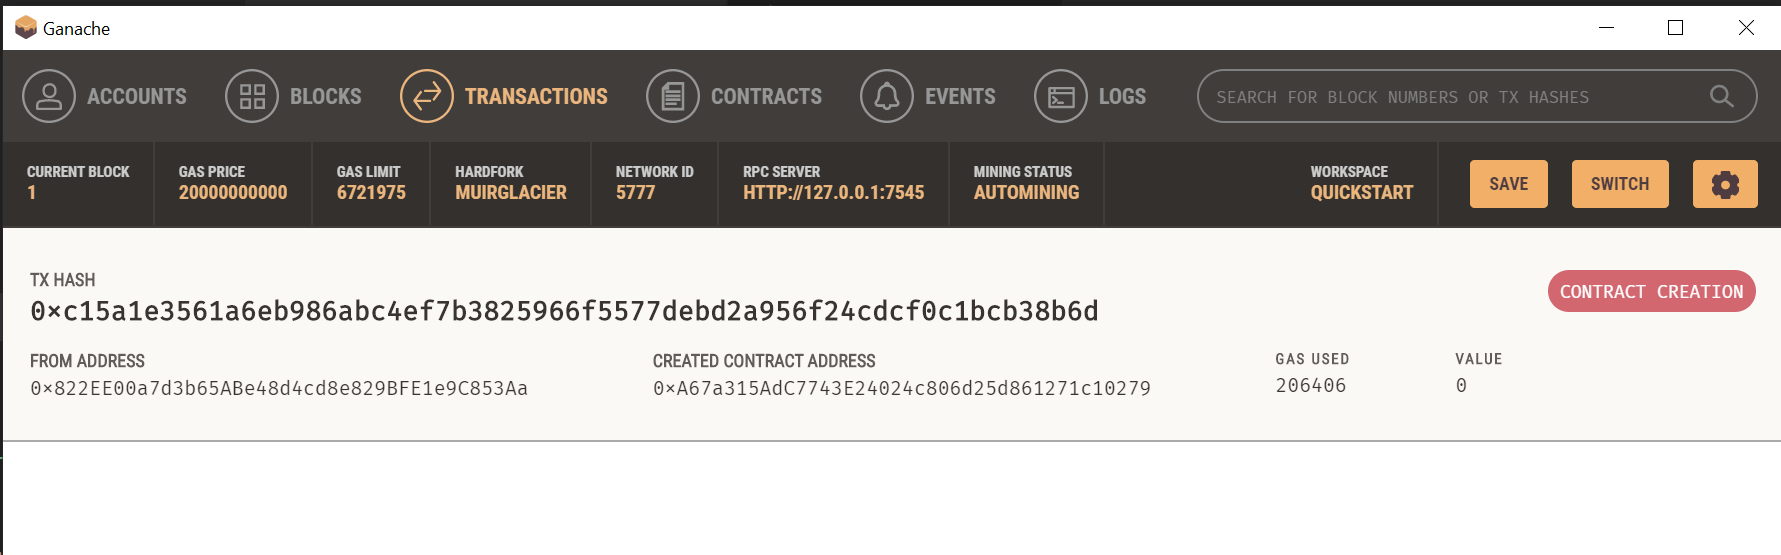 Ganache
ACCOUNTS BLOCKS TRANSACTIONS CONTRACTS EVENTS LOGS SEARCH FOR BLOCK NUMBERS OR TX HASHES
CURRENT BLOCK GAS PRICE GAS LIMIT HARDFORK NETWORK ID RPC SERVER MINING STATUS WORKSPACE
1 20000000000 6721975 MUIRGLACIER 5777 HTTP://127.0.0.1:7545 AUTOMINING QUICKSTART SAVE SWITCH
TX HASH
0×c15a1e3561a6eb986abc4ef7b3825966f5577debd2a956f24cdcf0c1bcb38b6d CONTRACT CREATION
FROM ADDRESS CREATED CONTRACT ADDRESS GAS USED VALUE
0×822EE00a7d3b65ABe48d4cd8e829BFE1e9C853Aa 0×A67a315AdC7743E24024c806d25d861271c10279 206406 0